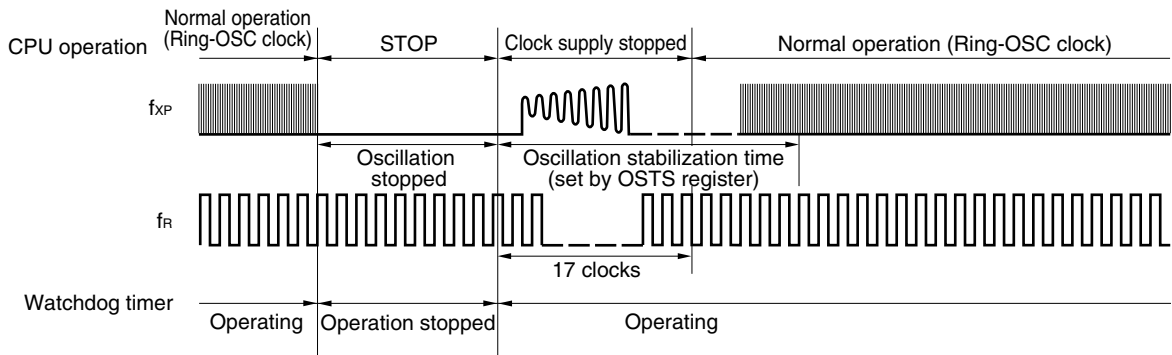 Normal operation
(Ring-OSC clock)
CPU operation
STOP
Clock supply stopped
Normal operation (Ring-OSC clock)
fXP
Oscillation
stopped
Oscillation stabilization time
(set by OSTS register)
fR
17 clocks
Watchdog timer
Operating
Operation stopped
Operating